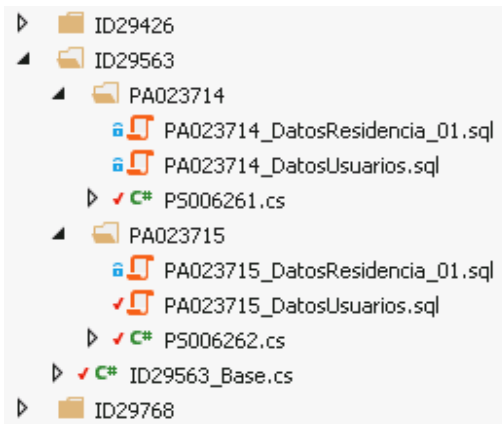 ID29426
ID29563
PA023714
PA023714_DatosResidencia_01.sql
PA023714_DatosUsuarios.sql
C# PS006261.cs
PA023715
PA023715_DatosResidencia_01.sql
PA023715_DatosUsuarios.sql
C# PS006262.cs
C# ID29563_Base.cs
ID29768